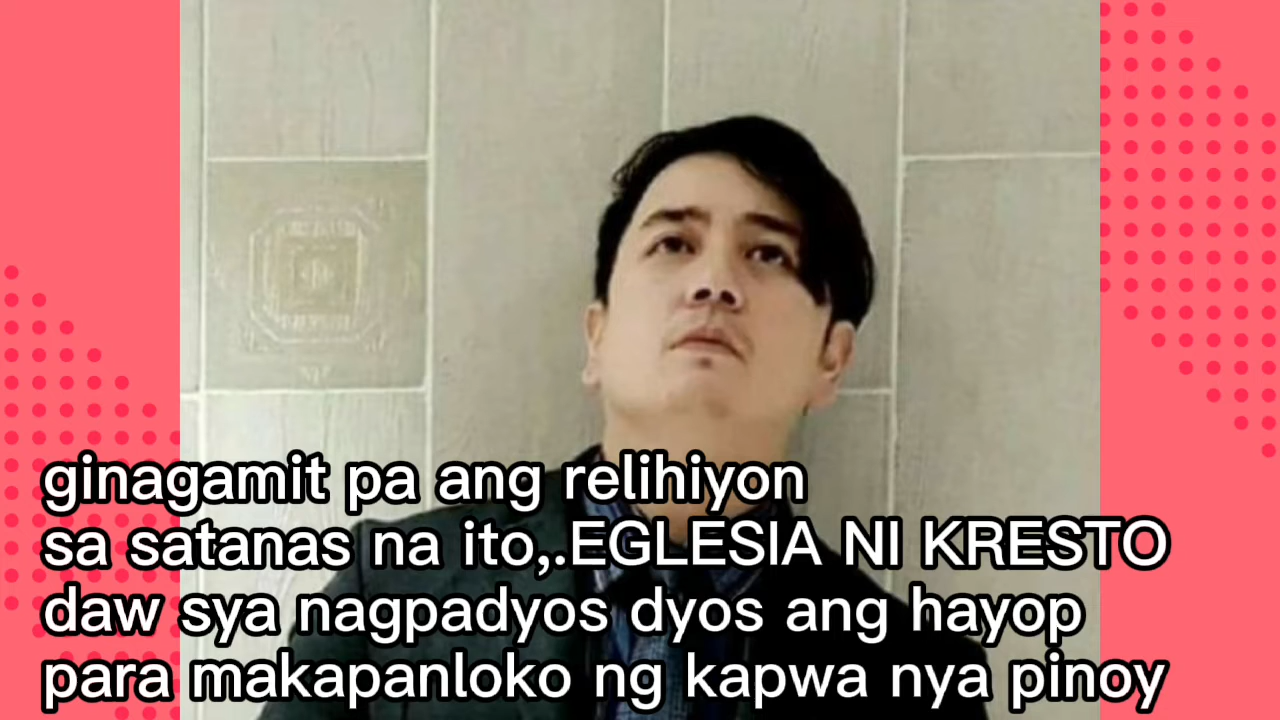 ginagamit pa ang relihiyon
sa satanas na ito,.EGLESIA NI KRESTO
daw sya nagpadyos dyos ang hayop
para makapanloko ng kapwa nya pinoy